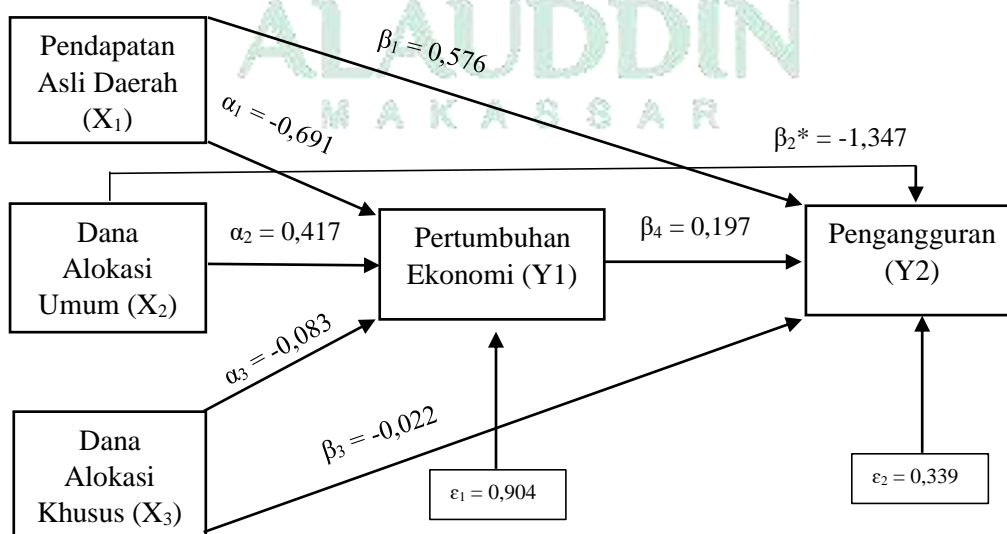 ALAUDDIN
MAKASSAR
Pendapatan
Asli Daerah
(X₁)
β₁ = 0,576
α₁ = -0,691
β₂* = -1,347
Dana
Alokasi
Umum (X₂)
α₂ = 0,417
Pertumbuhan
Ekonomi (Y1)
β₄ = 0,197
Pengangguran
(Y2)
α₃ = -0,083
Dana
Alokasi
Khusus (X₃)
β₃ = -0,022
ε₁ = 0,904
ε₂ = 0,339